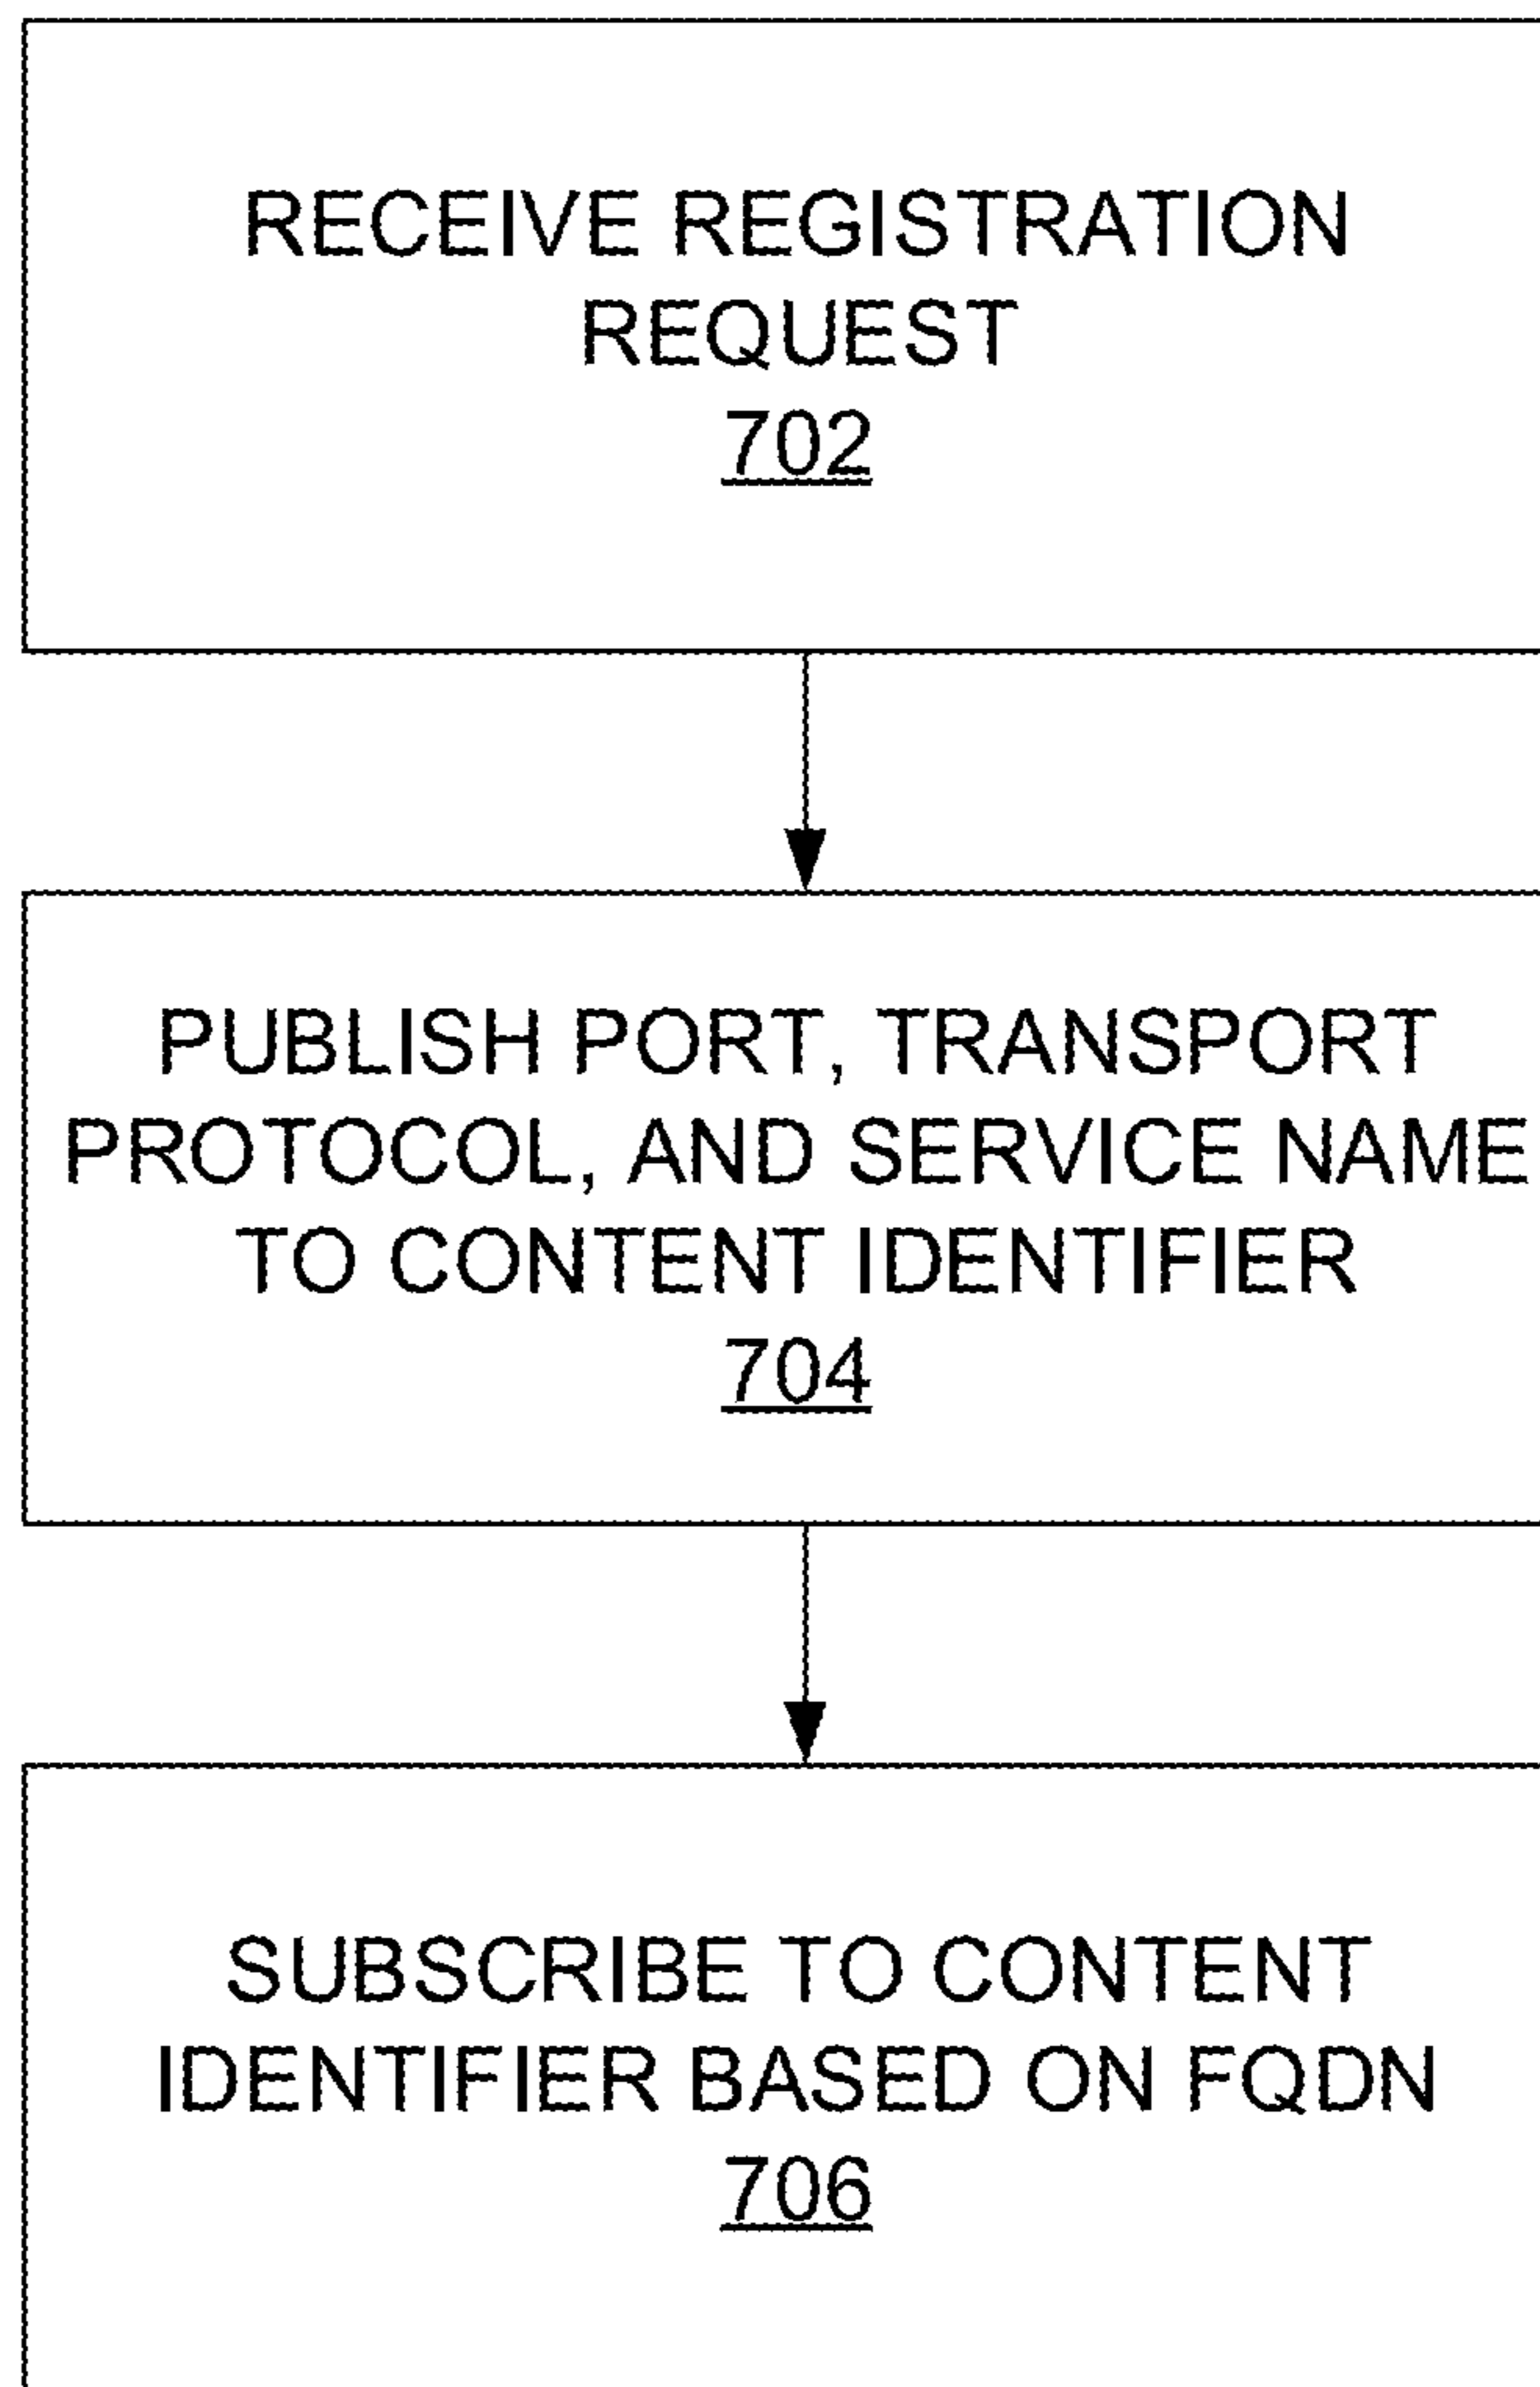 RECEIVE REGISTRATION
REQUEST
702
PUBLISH PORT, TRANSPORT
PROTOCOL, AND SERVICE NAME
TO CONTENT IDENTIFIER
704
SUBSCRIBE TO CONTENT
IDENTIFIER BASED ON FQDN
706